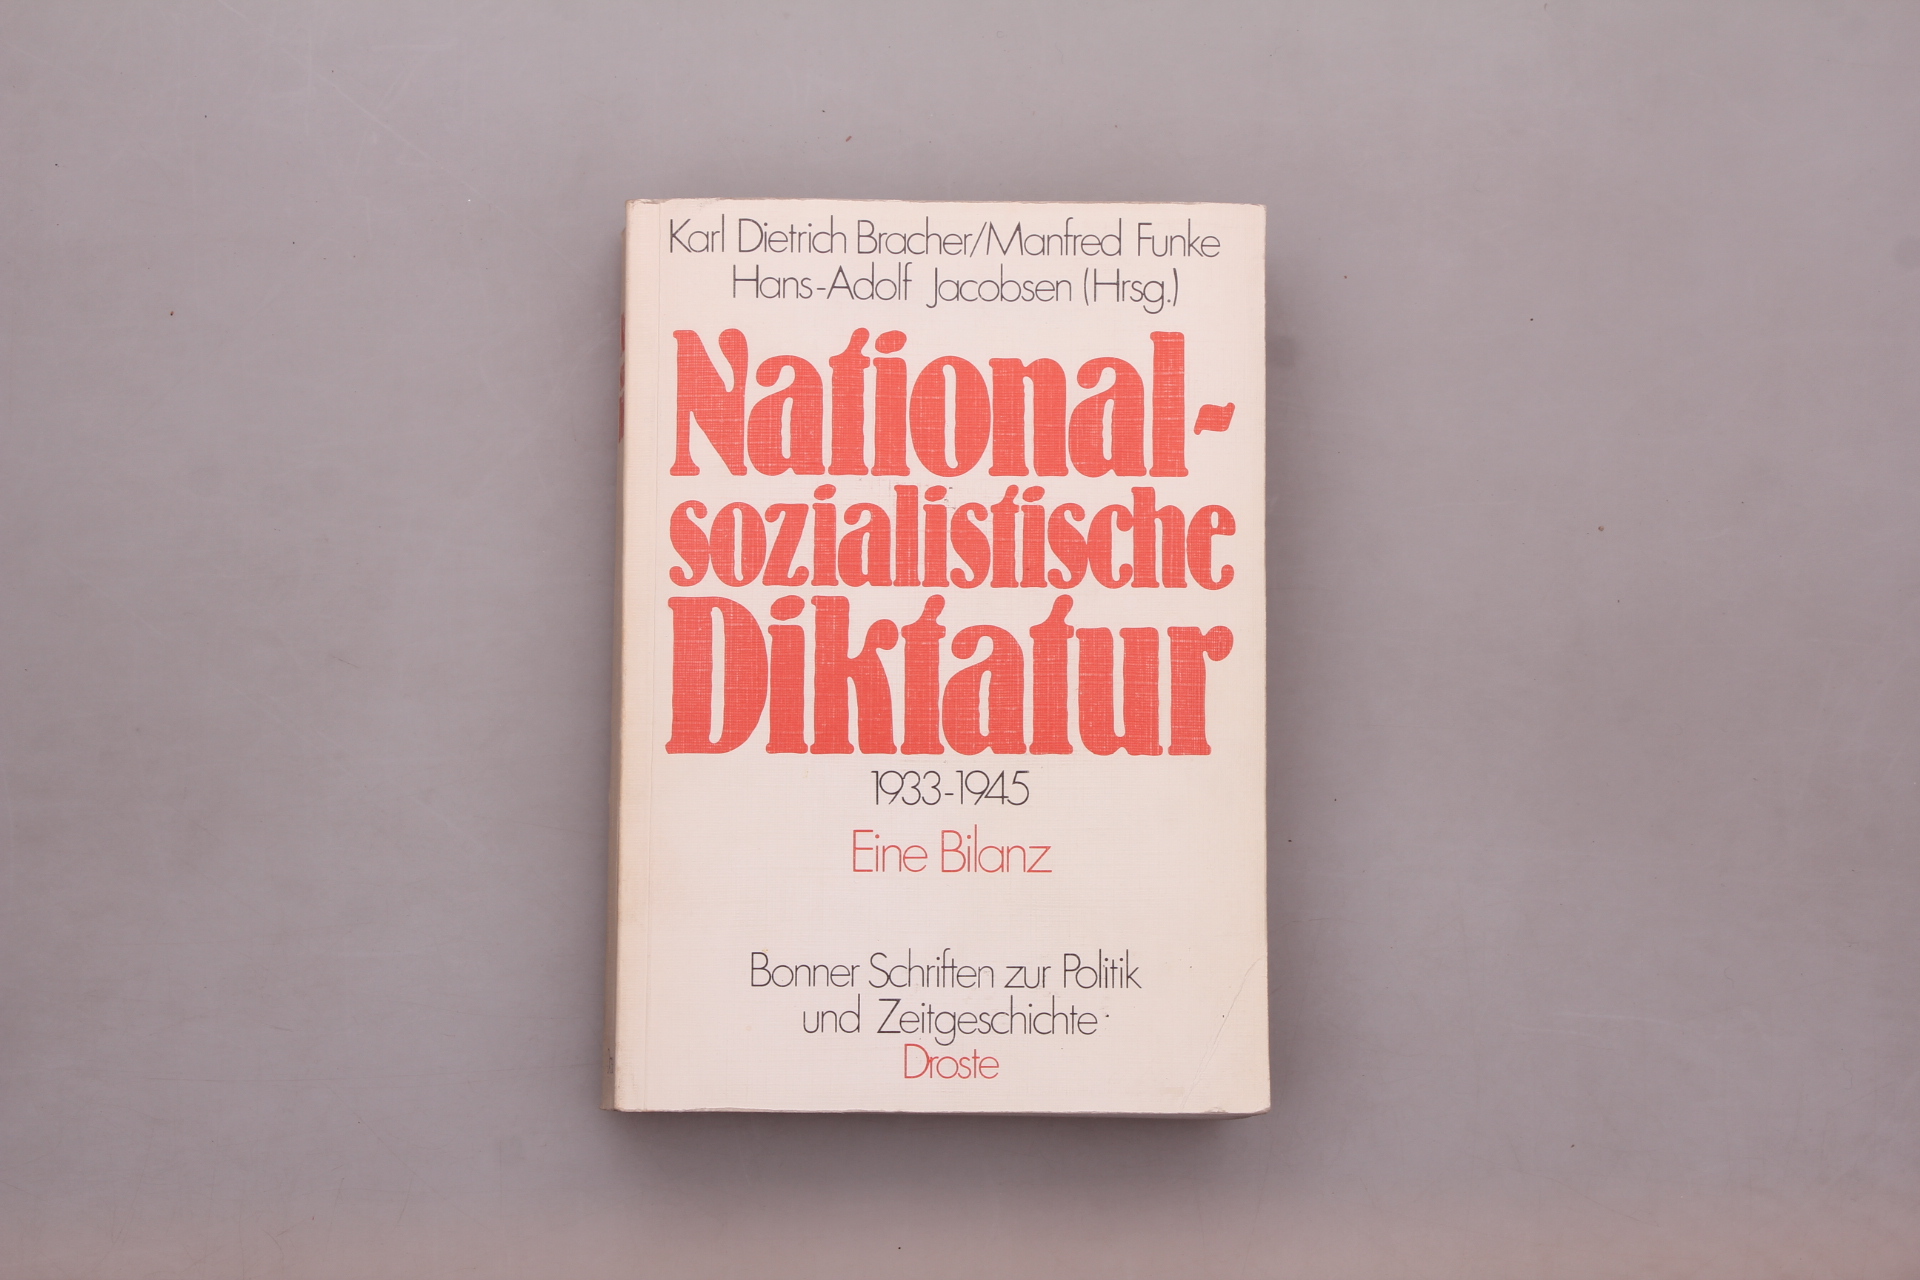 Karl Dietrich Bracher/Manfred Funke
Hans-Adolf Jacobsen (Hrsg.)
National-
sozialistische
Diktatur
1933-1945
Eine Bilanz
Bonner Schriften zur Politik
und Zeitgeschichte
Droste